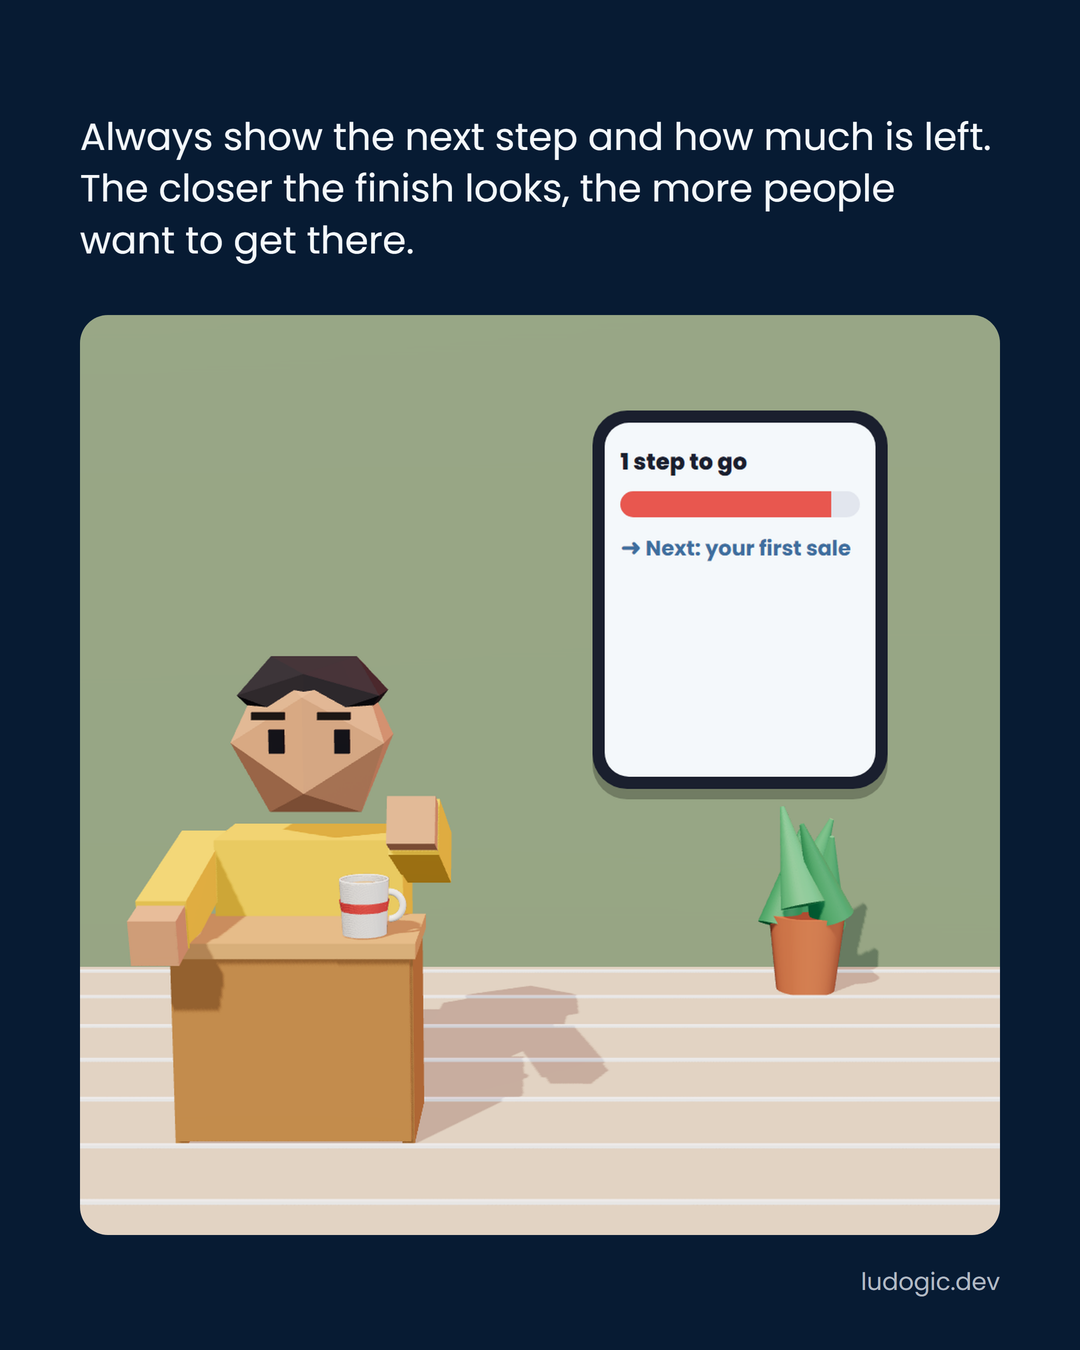 Always show the next step and how much is left.
The closer the finish looks, the more people
want to get there.
1 step to go
➜ Next: your first sale
ludogic.dev